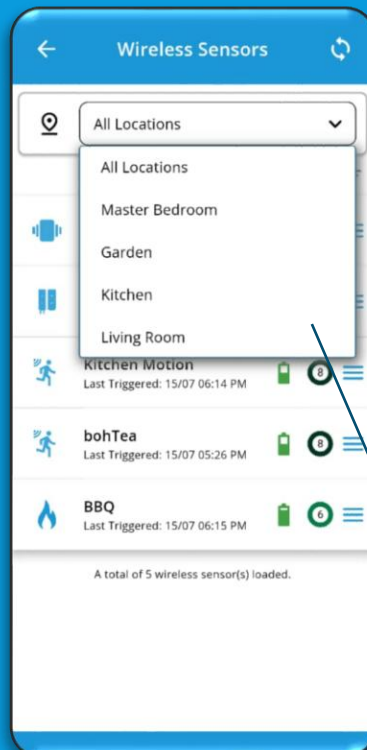 Wireless Sensors
All Locations
All Locations
Master Bedroom
Garden
Kitchen
Living Room
Kitchen Motion
Last Triggered: 15/07 06:14 PM
8
bohTea
Last Triggered: 15/07 05:26 PM
8
BBQ
Last Triggered: 15/07 06:15 PM
6
A total of 5 wireless sensor(s) loaded.